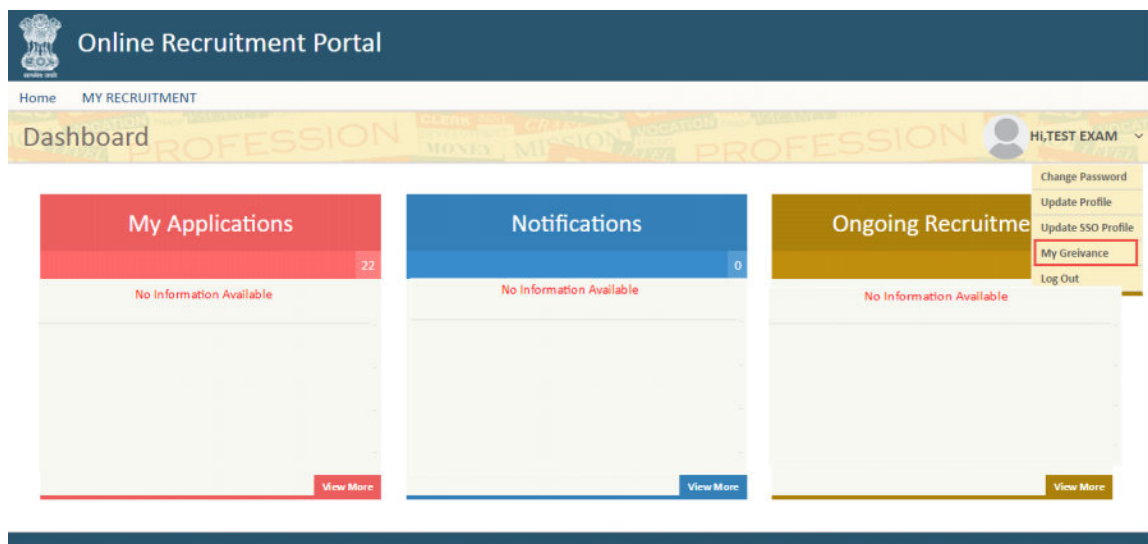 Online Recruitment Portal
Home MY RECRUITMENT
Dashboard
PROFESSION
MONEY
MISSION
VOCATION
PROFESSION
Hi,TEST EXAM
Change Password
Update Profile
Update SSO Profile
My Greivance
Log Out
My Applications
22
No Information Available
View More
Notifications
0
No Information Available
View More
Ongoing Recruitme
No Information Available
View More